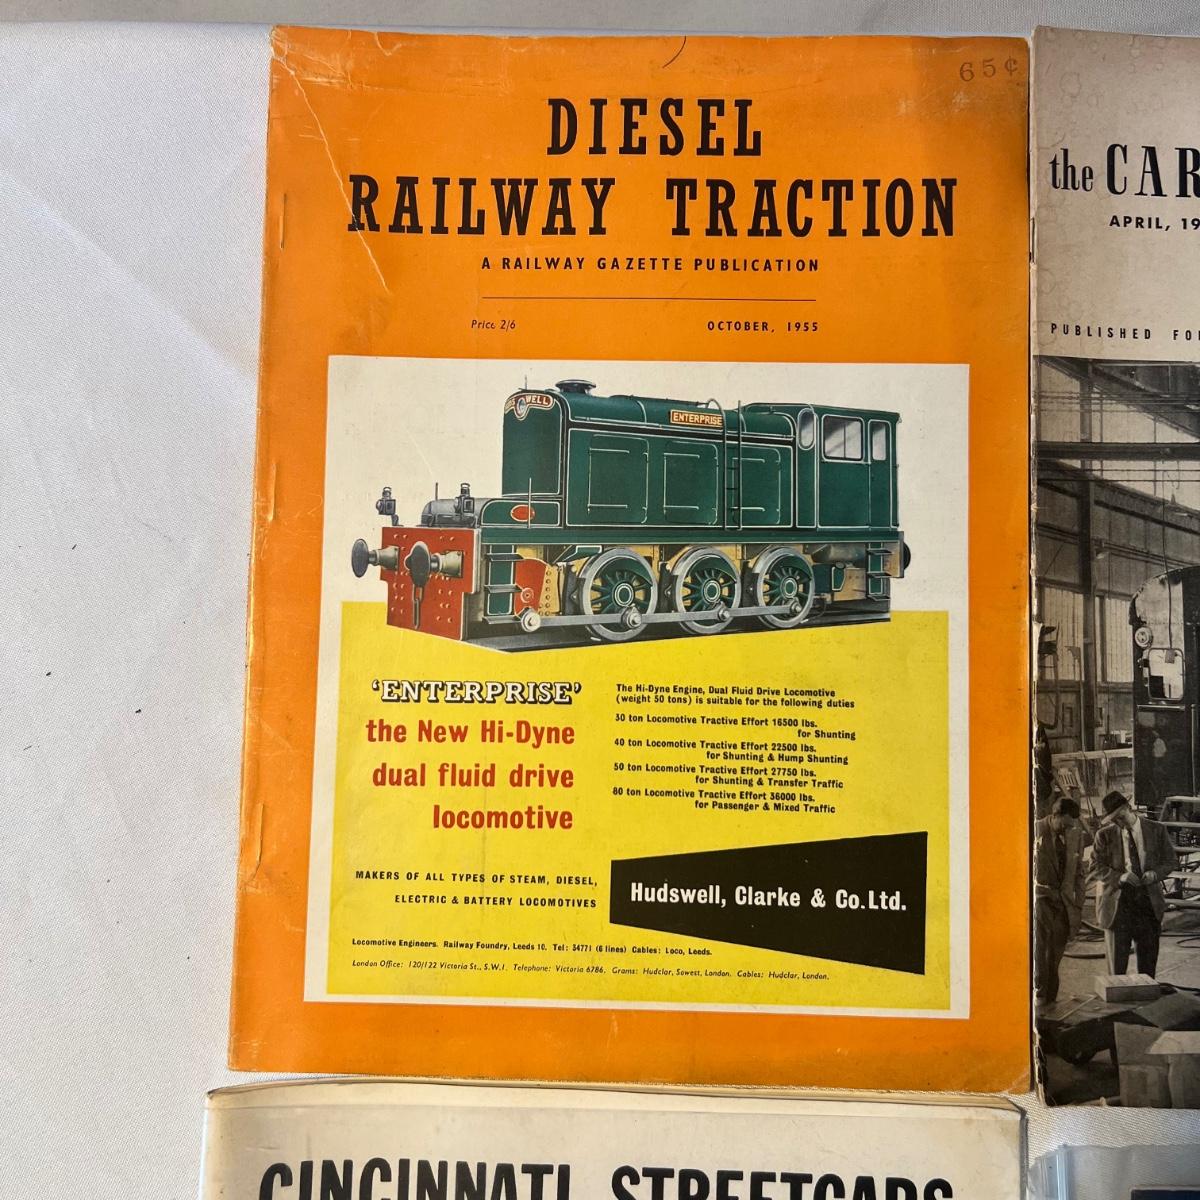 65¢
DIESEL
RAILWAY TRACTION
A RAILWAY GAZETTE PUBLICATION
Price 2/6
OCTOBER, 1955
WELL
ENTERPRISE
'ENTERPRISE'
the New Hi-Dyne
dual fluid drive
locomotive
The Hi-Dyne Engine, Dual Fluid Drive Locomotive
(weight 50 tons) is suitable for the following duties
30 ton Locomotive Tractive Effort 16500 lbs.
for Shunting
40 ton Locomotive Tractive Effort 22500 lbs.
for Shunting & Hump Shunting
50 ton Locomotive Tractive Effort 27750 lbs.
for Shunting & Transfer Traffic
80 ton Locomotive Tractive Effort 36000 lbs.
for Passenger & Mixed Traffic
MAKERS OF ALL TYPES OF STEAM, DIESEL,
ELECTRIC & BATTERY LOCOMOTIVES
Hudswell, Clarke & Co. Ltd.
Locomotive Engineers. Railway Foundry, Leeds 10. Tel: 34771 (6 lines) Cables: Loco, Leeds.
London Office: 120/122 Victoria St., S.W.1. Telephone: Victoria 6786. Grams: Hudclar, Sowest, London. Cables: Hudclar, London.
the CAR
APRIL, 19
PUBLISHED FO
CINCINNATI STREETCARS